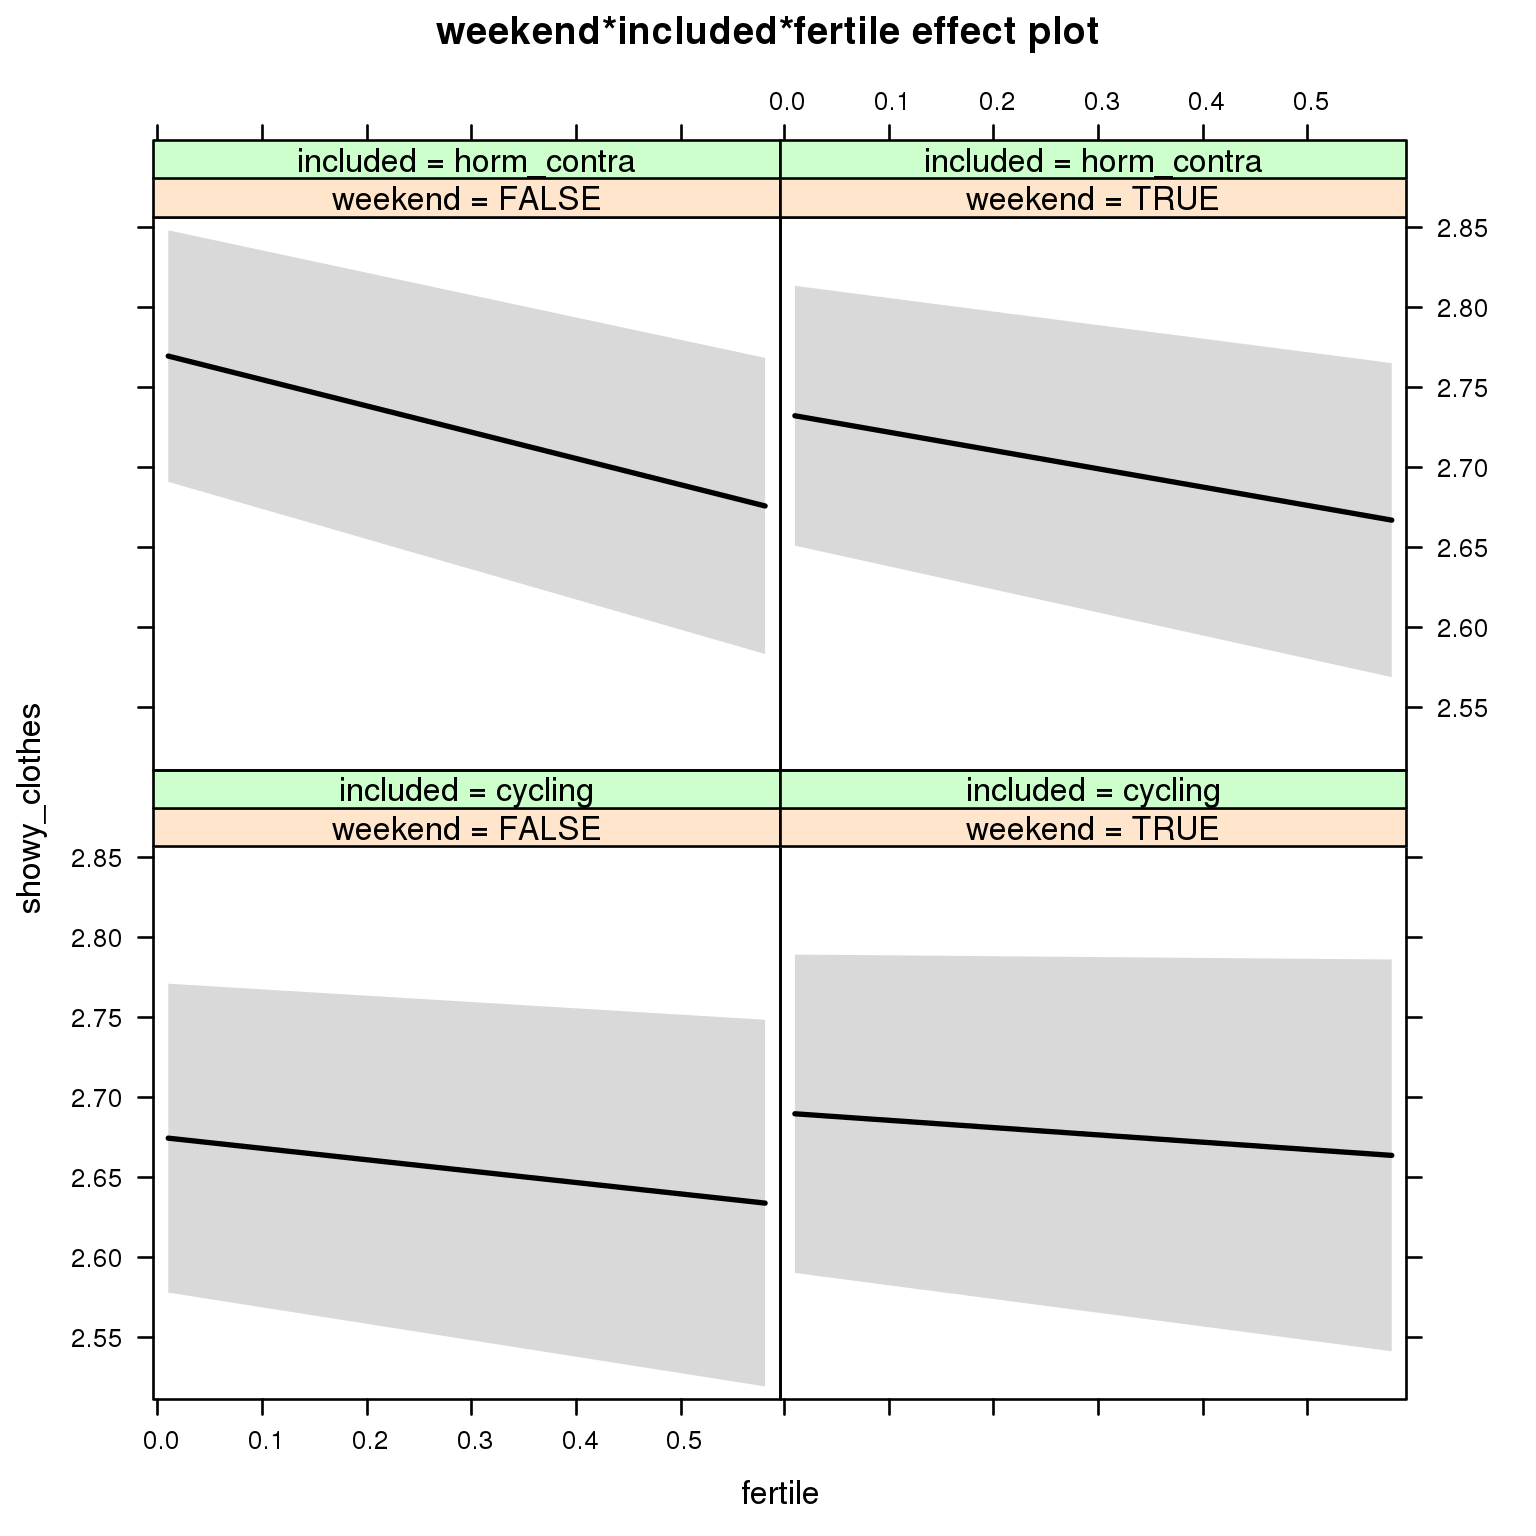 weekend*included*fertile effect plot
0.0 0.1 0.2 0.3 0.4 0.5
included = horm_contra
included = horm_contra
weekend = FALSE
weekend = TRUE
2.85
2.80
2.75
2.70
2.65
2.60
2.55
showy_clothes
included = cycling
included = cycling
weekend = FALSE
weekend = TRUE
2.85
2.80
2.75
2.70
2.65
2.60
2.55
0.0 0.1 0.2 0.3 0.4 0.5
fertile